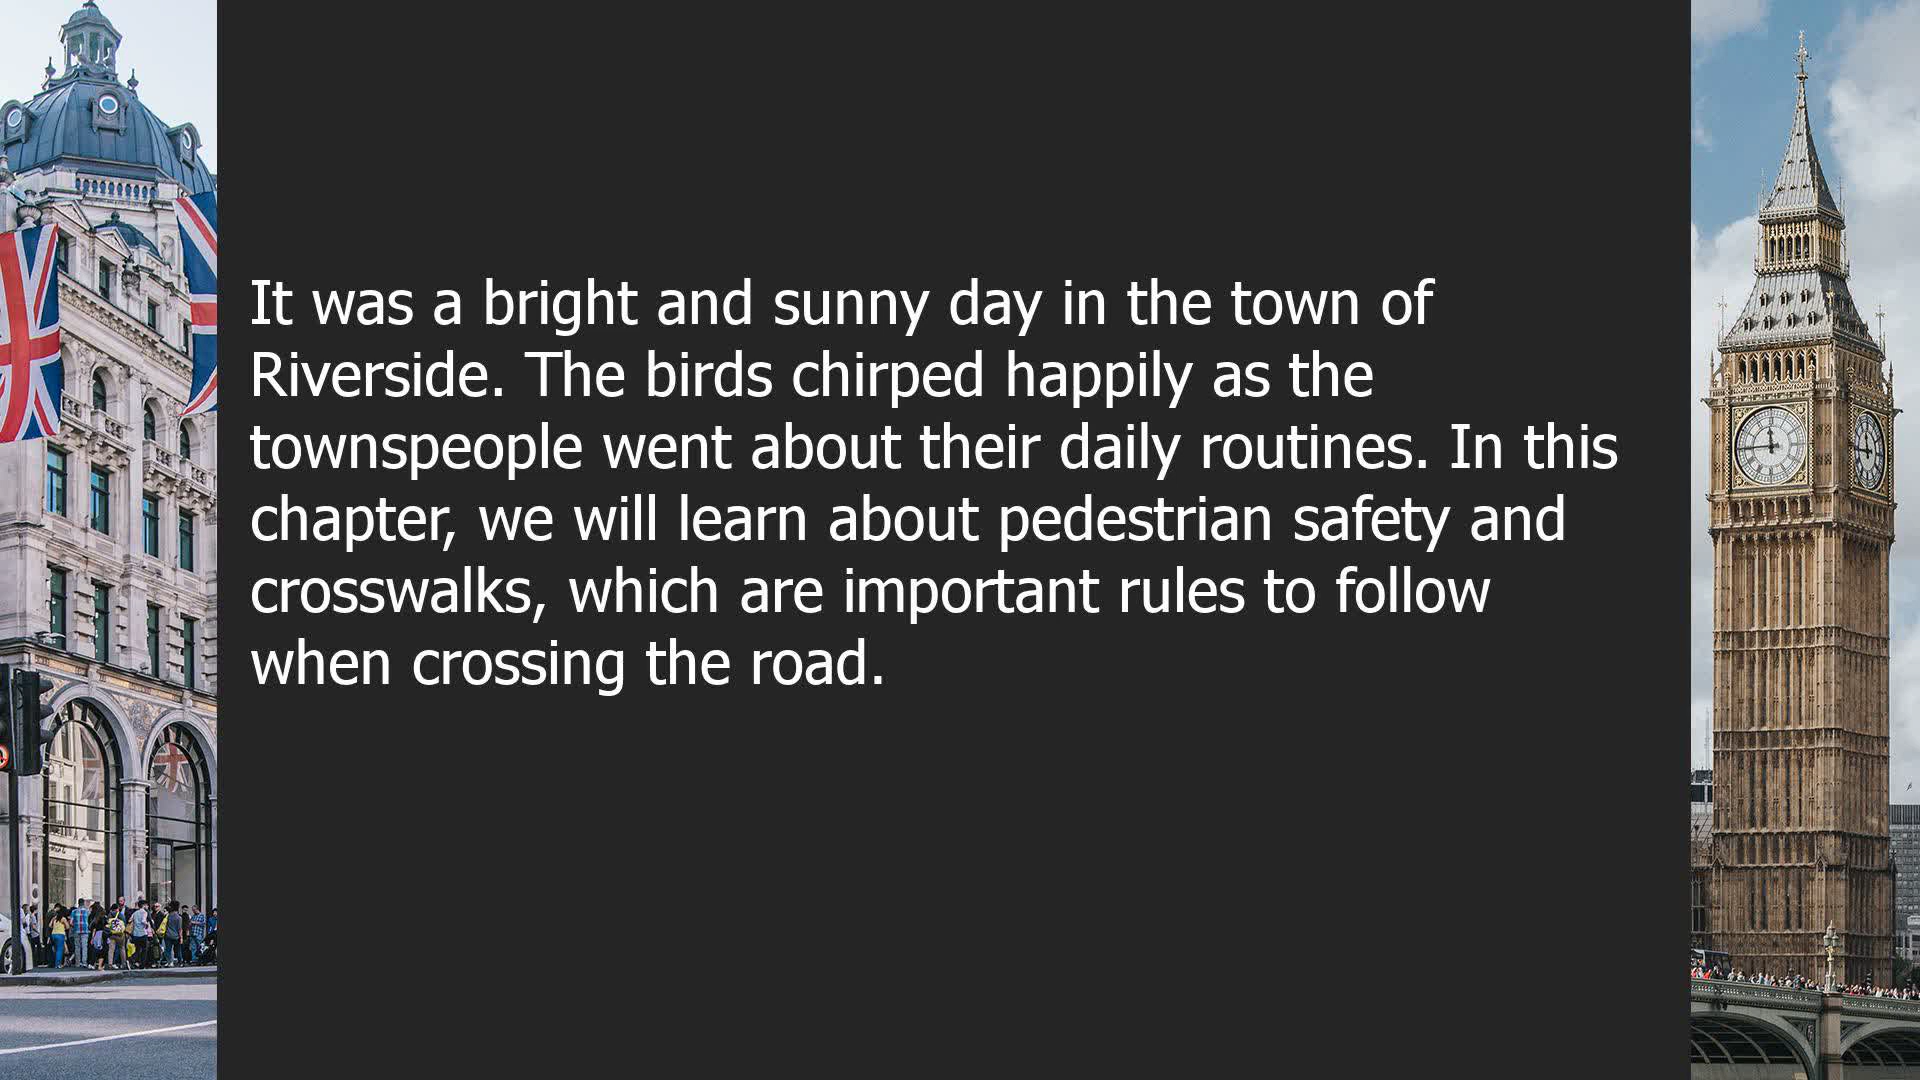 It was a bright and sunny day in the town of
Riverside. The birds chirped happily as the
townspeople went about their daily routines. In this
chapter, we will learn about pedestrian safety and
crosswalks, which are important rules to follow
when crossing the road.